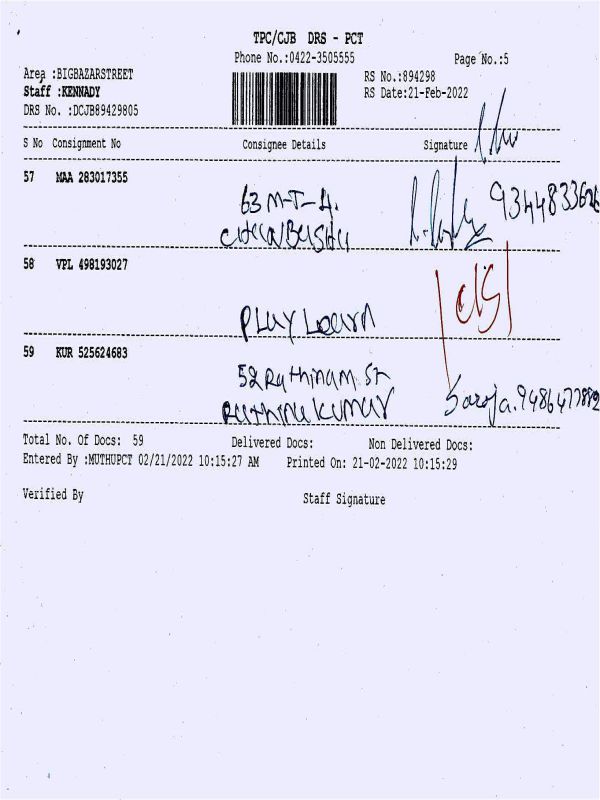 TPC/CJB DRS - PCT
Phone No.:0422-3505555 Page No.:5
Area :BIGBAZARSTREET RS No.:894298
Staff :KENNADY RS Date:21-Feb-2022
DRS No. :DCJB89429805
S No Consignment No Consignee Details Signature
57 MAA 283017355 63 M-T-H.
58 VPL 498193027 Play Learn
59 KUR 525624683 52 Rathinam St
Rathinakumar Saroja.
Total No. Of Docs: 59 Delivered Docs: Non Delivered Docs:
Entered By :MUTHUPCT 02/21/2022 10:15:27 AM Printed On: 21-02-2022 10:15:29
Verified By Staff Signature